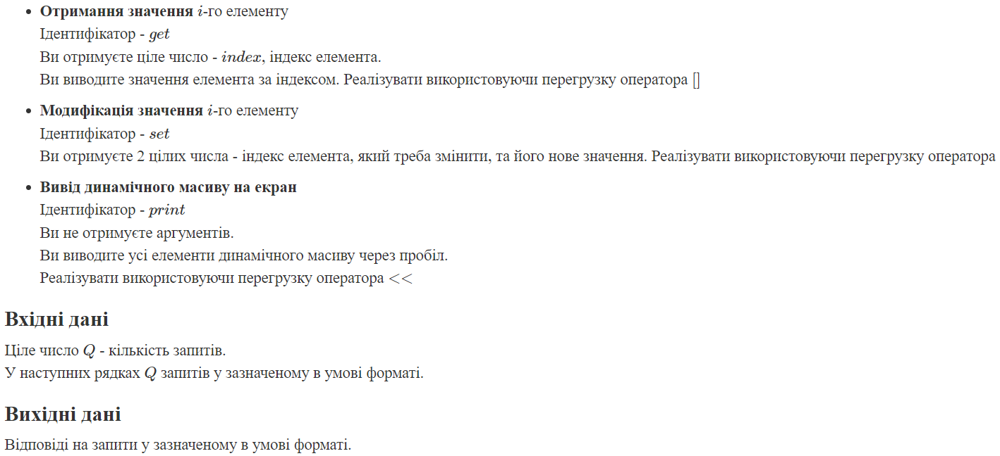 • Отримання значення i-го елементу
Ідентифікатор - get
Ви отримуєте ціле число - index, індекс елемента.
Ви виводите значення елемента за індексом. Реалізувати використовуючи перегрузку оператора []
• Модифікація значення i-го елементу
Ідентифікатор - set
Ви отримуєте 2 цілих числа - індекс елемента, який треба змінити, та його нове значення. Реалізувати використовуючи перегрузку оператора
• Вивід динамічного масиву на екран
Ідентифікатор - print
Ви не отримуєте аргументів.
Ви виводите усі елементи динамічного масиву через пробіл.
Реалізувати використовуючи перегрузку оператора <<
Вхідні дані
Ціле число Q - кількість запитів.
У наступних рядках Q запитів у зазначеному в умові форматі.
Вихідні дані
Відповіді на запити у зазначеному в умові форматі.